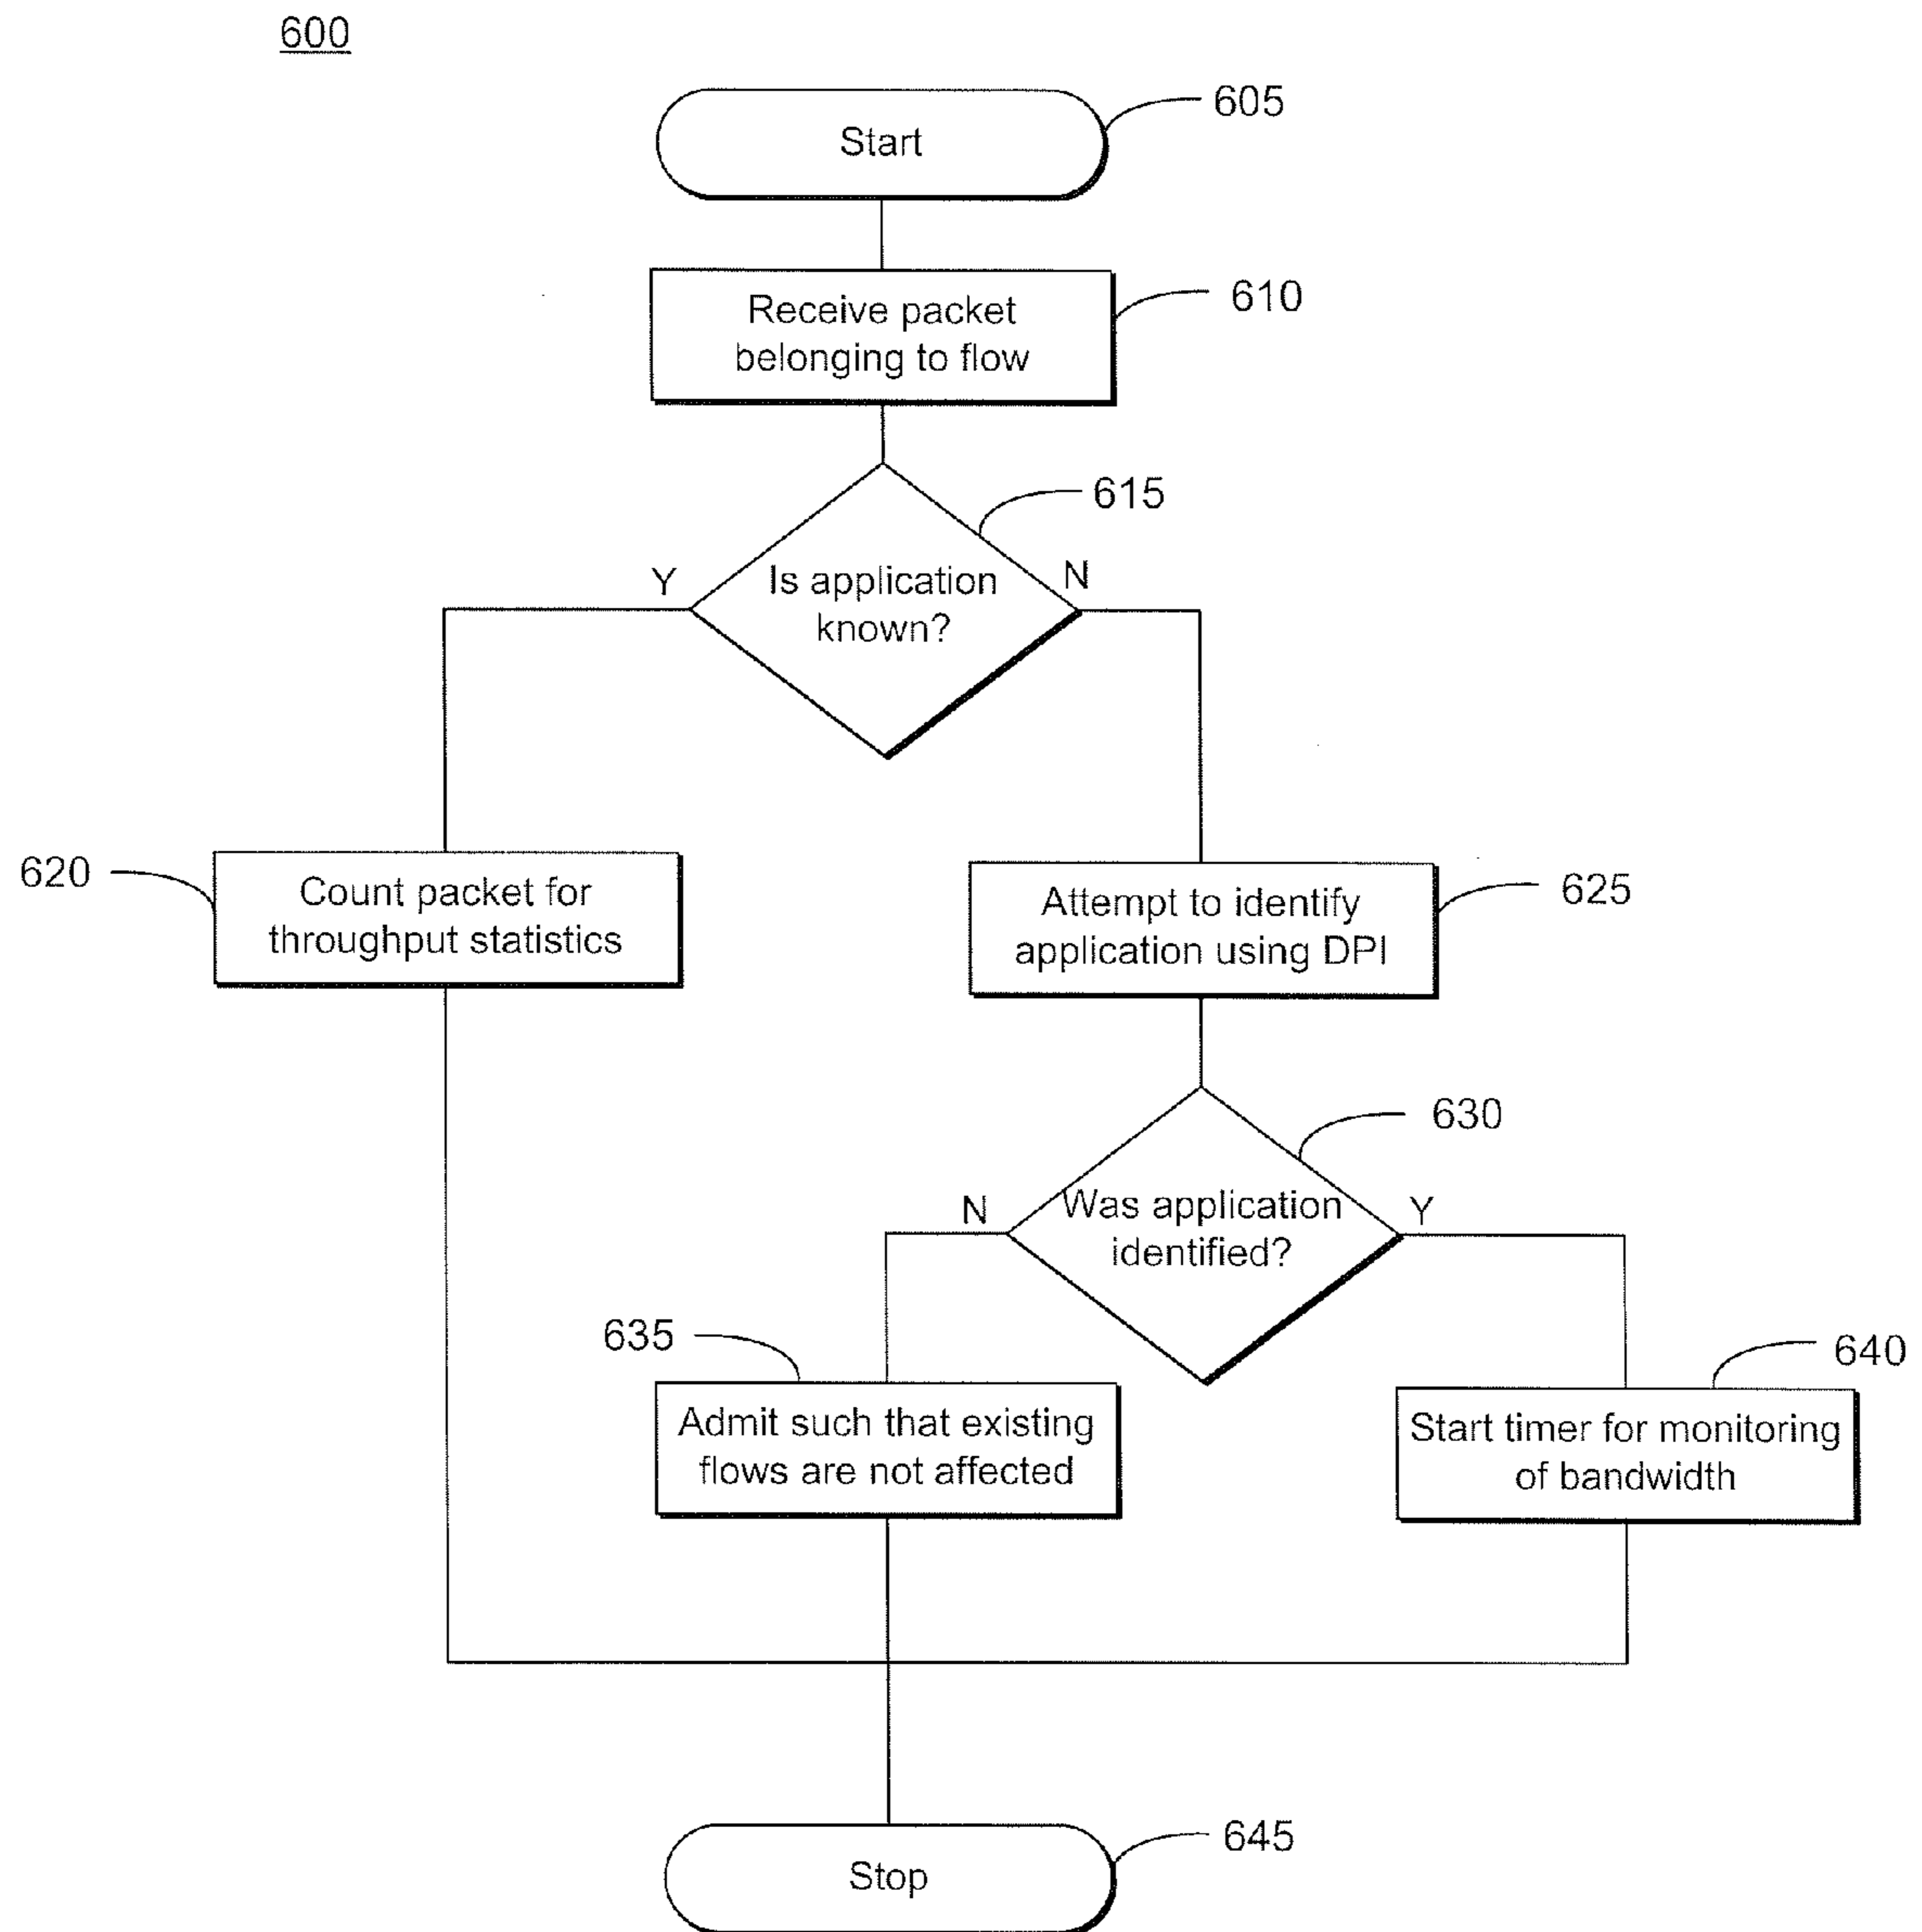 600
Start
605
Receive packet
belonging to flow
610
615
Y
Is application
known?
N
620
Count packet for
throughput statistics
Attempt to identify
application using DPI
625
630
N
Was application
identified?
Y
635
Admit such that existing
flows are not affected
640
Start timer for monitoring
of bandwidth
Stop
645